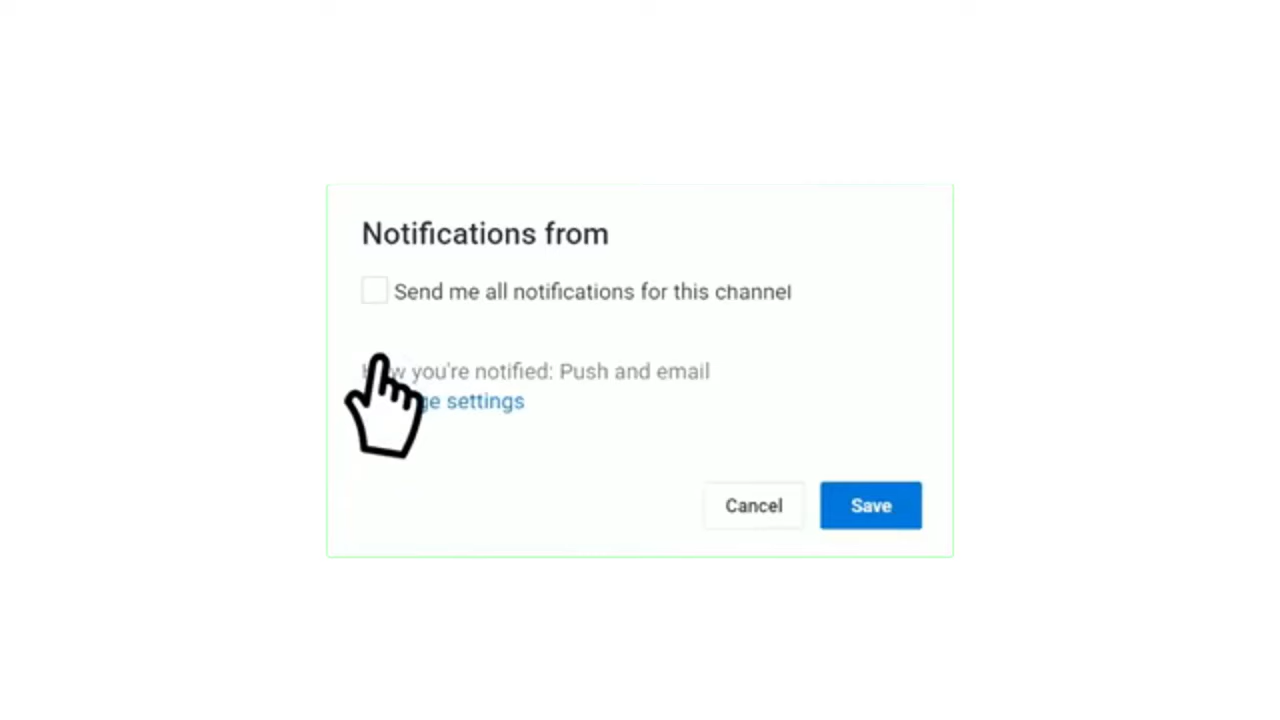 Notifications from
Send me all notifications for this channel
you're notified: Push and email
settings
Cancel
Save